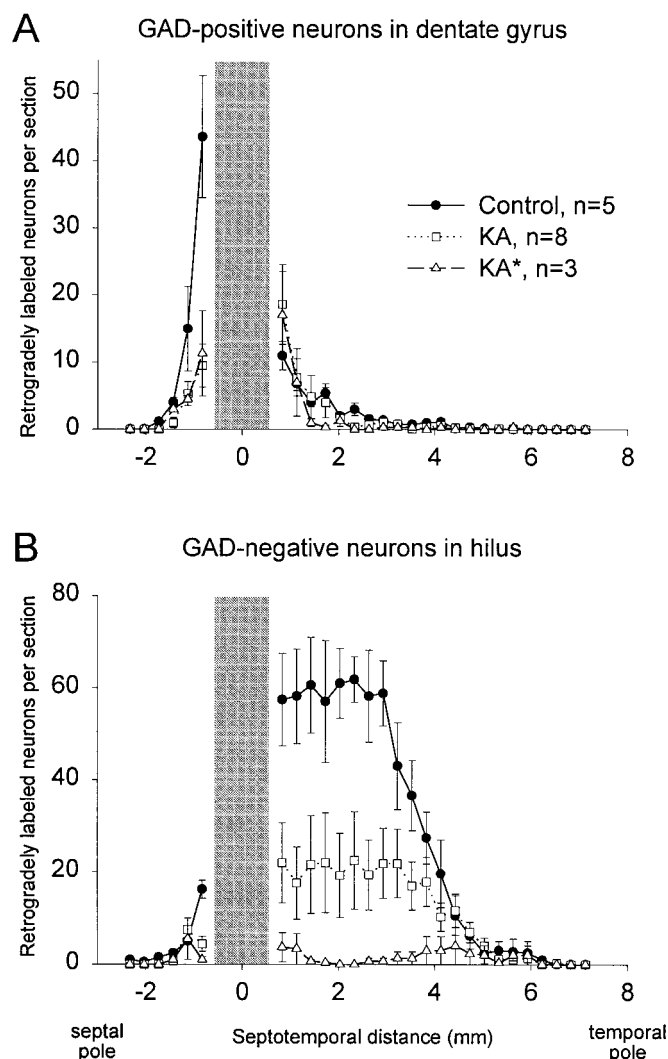 A
GAD-positive neurons in dentate gyrus
Retrogradely labeled neurons per section
50
40
30
20
10
0
Control, n=5
KA, n=8
KA*, n=3
-2 0 2 4 6 8
B
GAD-negative neurons in hilus
Retrogradely labeled neurons per section
80
60
40
20
0
-2 0 2 4 6 8
septal
pole
Septotemporal distance (mm)
temporal
pole